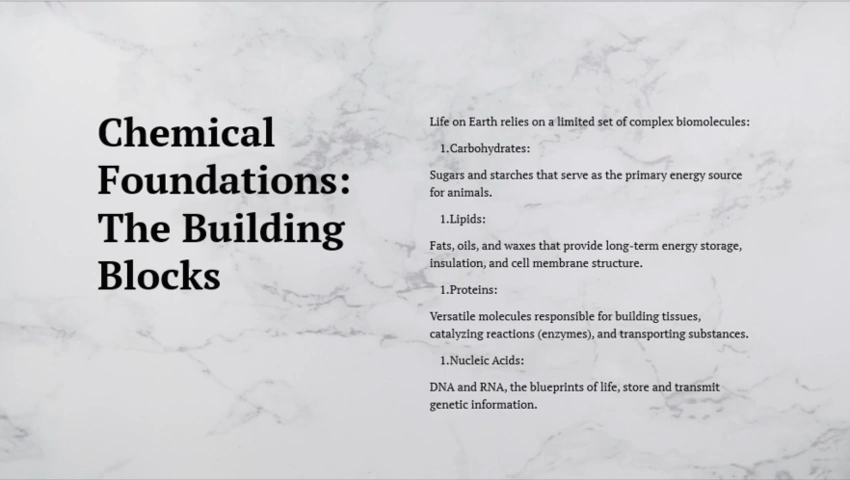 Chemical
Foundations:
The Building
Blocks
Life on Earth relies on a limited set of complex biomolecules:
1.Carbohydrates:
Sugars and starches that serve as the primary energy source
for animals.
1.Lipids:
Fats, oils, and waxes that provide long-term energy storage,
insulation, and cell membrane structure.
1.Proteins:
Versatile molecules responsible for building tissues,
catalyzing reactions (enzymes), and transporting substances.
1.Nucleic Acids:
DNA and RNA, the blueprints of life, store and transmit
genetic information.